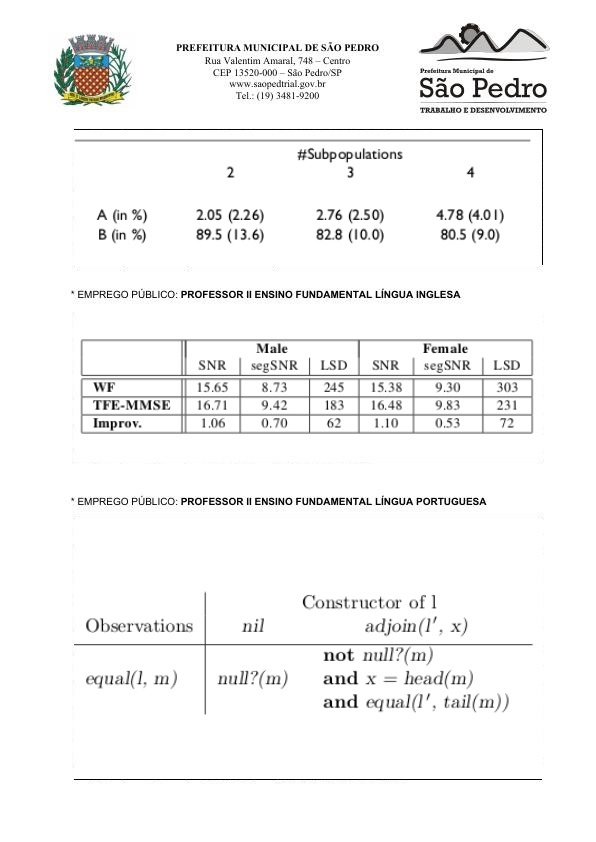 PREFEITURA MUNICIPAL DE SÃO PEDRO
Rua Valentim Amaral, 748 – Centro
CEP 13520-000 – São Pedro/SP
www.saopedtrial.gov.br
Tel.: (19) 3481-9200
Prefeitura Municipal de
São Pedro
TRABALHO E DESENVOLVIMENTO
#Subpopulations
2 3 4
A (in %) 2.05 (2.26) 2.76 (2.50) 4.78 (4.01)
B (in %) 89.5 (13.6) 82.8 (10.0) 80.5 (9.0)
* EMPREGO PÚBLICO: PROFESSOR II ENSINO FUNDAMENTAL LÍNGUA INGLESA
Male Female
SNR segSNR LSD SNR segSNR LSD
WF 15.65 8.73 245 15.38 9.30 303
TFE-MMSE 16.71 9.42 183 16.48 9.83 231
Improv. 1.06 0.70 62 1.10 0.53 72
* EMPREGO PÚBLICO: PROFESSOR II ENSINO FUNDAMENTAL LÍNGUA PORTUGUESA
Constructor of l
Observations nil adjoin(l′, x)
not null?(m)
equal(l, m) null?(m) and x = head(m)
and equal(l′, tail(m))